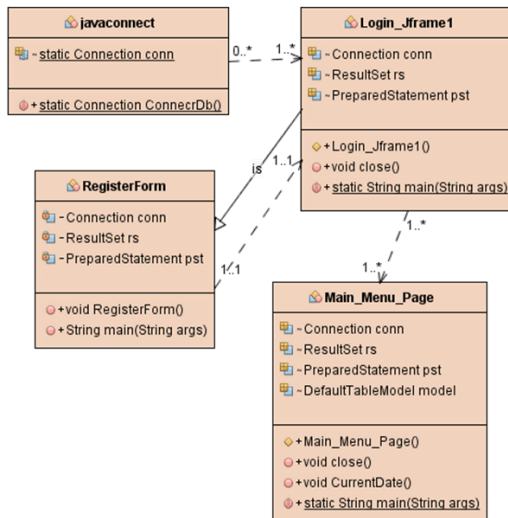 javaconnect
~ static Connection conn
+ static Connection ConnecrDb()
0..*
1..*
Login_Jframe1
~ Connection conn
~ ResultSet rs
~ PreparedStatement pst
+ Login_Jframe1()
+ void close()
+ static String main(String args)
is
1..1
1..1
RegisterForm
- Connection conn
- ResultSet rs
- PreparedStatement pst
+ void RegisterForm()
+ String main(String args)
1..*
1..*
Main_Menu_Page
~ Connection conn
~ ResultSet rs
~ PreparedStatement pst
~ DefaultTableModel model
+ Main_Menu_Page()
+ void close()
+ void CurrentDate()
+ static String main(String args)